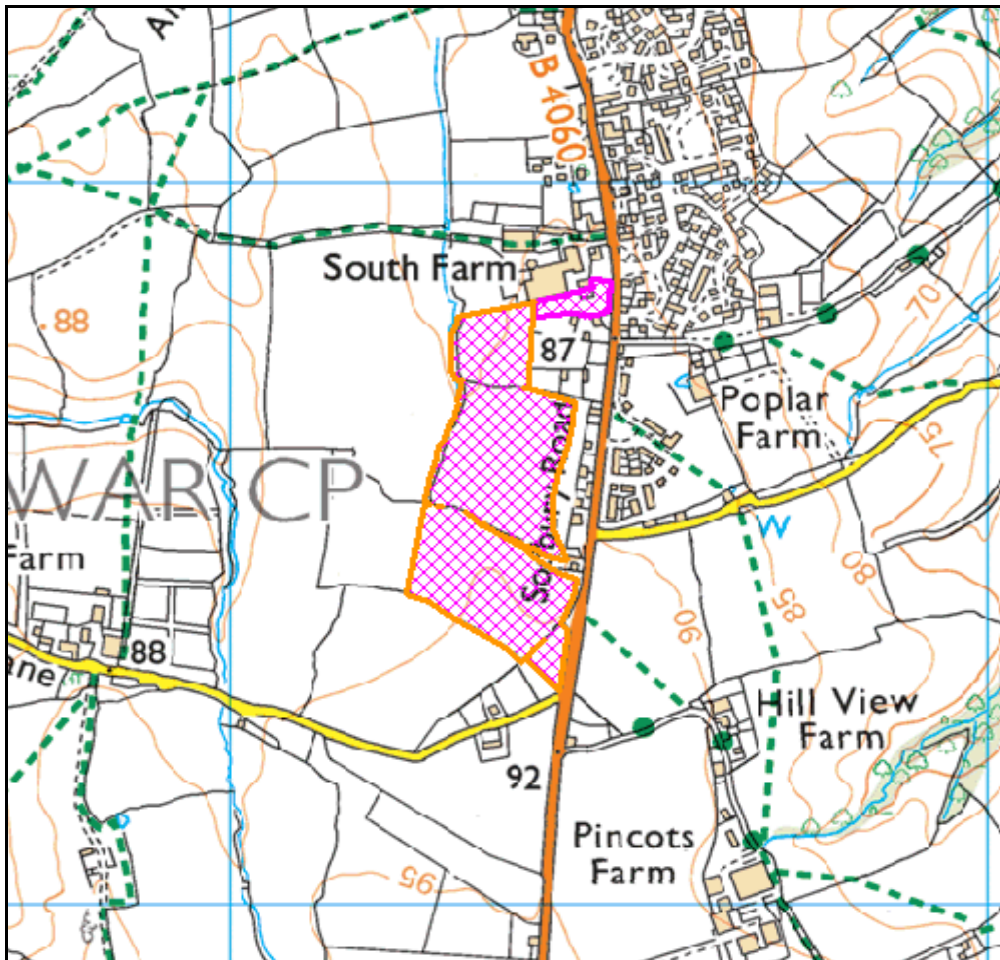 B 4060
South Farm
88
87
70
Poplar
Farm
75
WAR CP
Sodbury Road
W
80
Farm
85
90
88
ane
Hill View
Farm
92
Pincots
Farm
95